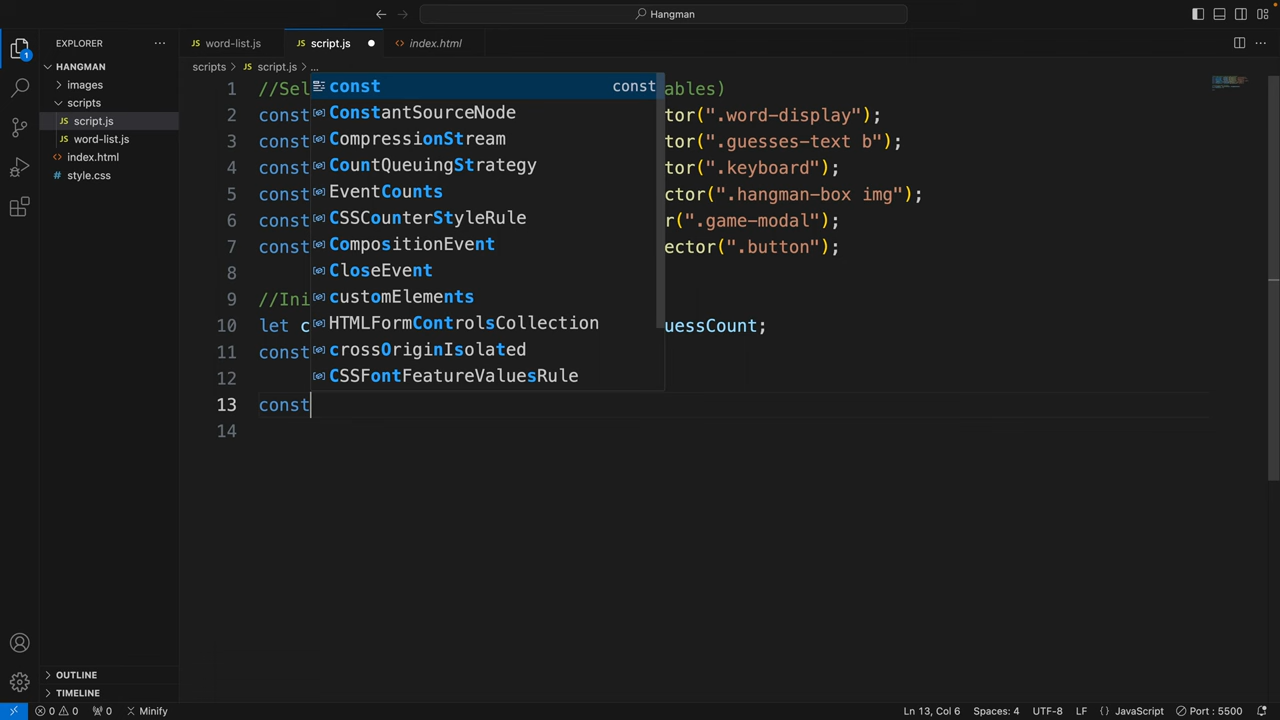 Hangman
EXPLORER
word-list.js
script.js
index.html
HANGMAN
images
scripts
script.js
word-list.js
index.html
style.css
1
OUTLINE
TIMELINE
scripts > JS script.js > ...
1 //Sel ables)
2 const tor(".word-display");
3 const tor(".guesses-text b");
4 const tor(".keyboard");
5 const ctor(".hangman-box img");
6 const r(".game-modal");
7 const ector(".button");
8
9 //Ini
10 let c uessCount;
11 const
12
13 const
14
const const
ConstantSourceNode
CompressionStream
CountQueuingStrategy
EventCounts
CSSCounterStyleRule
CompositionEvent
CloseEvent
customElements
HTMLFormControlsCollection
crossOriginIsolated
CSSFontFeatureValuesRule
0 0 0 Minify
Ln 13, Col 6 Spaces: 4 UTF-8 LF {} JavaScript Port : 5500